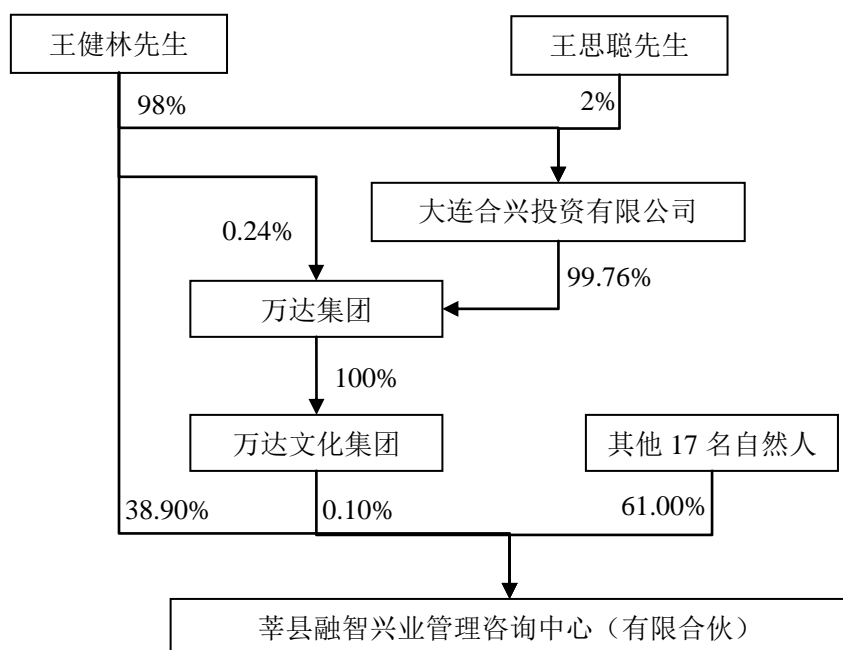 王健林先生
王思聪先生
98%
2%
大连合兴投资有限公司
0.24%
99.76%
万达集团
100%
万达文化集团
其他 17 名自然人
38.90%
0.10%
61.00%
莘县融智兴业管理咨询中心（有限合伙）